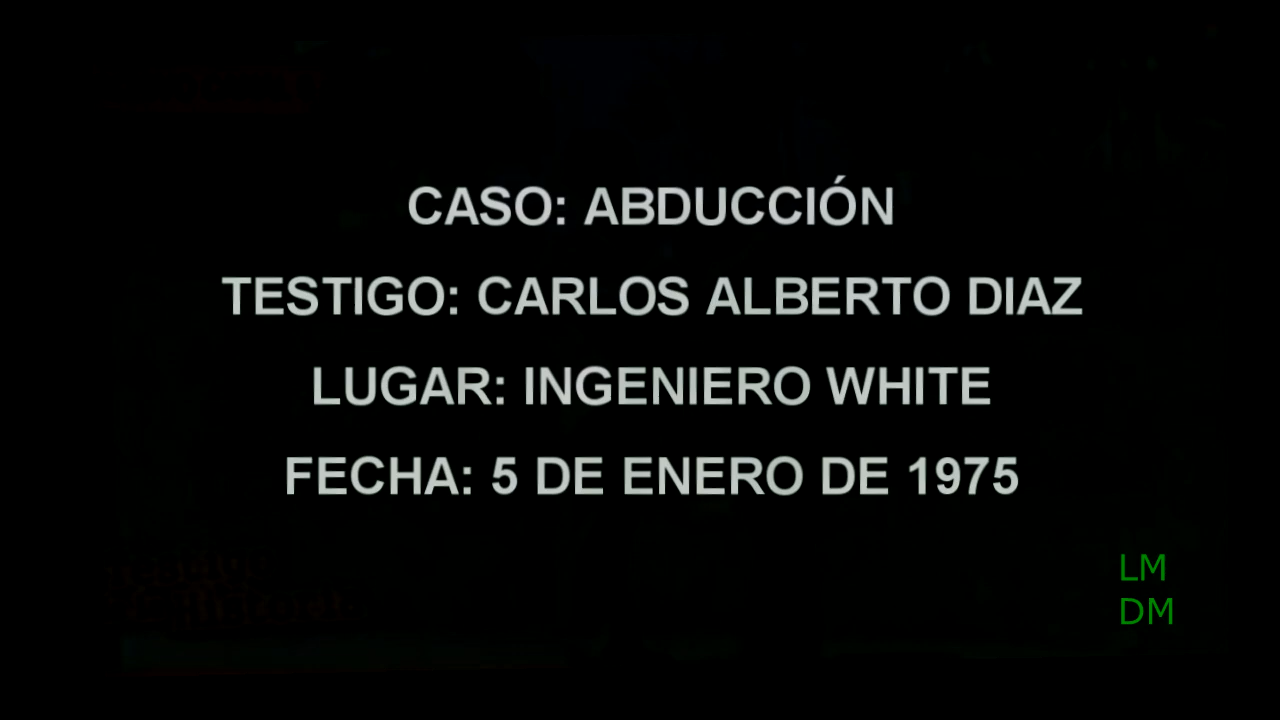 CASO: ABDUCCIÓN
TESTIGO: CARLOS ALBERTO DIAZ
LUGAR: INGENIERO WHITE
FECHA: 5 DE ENERO DE 1975
LM
DM